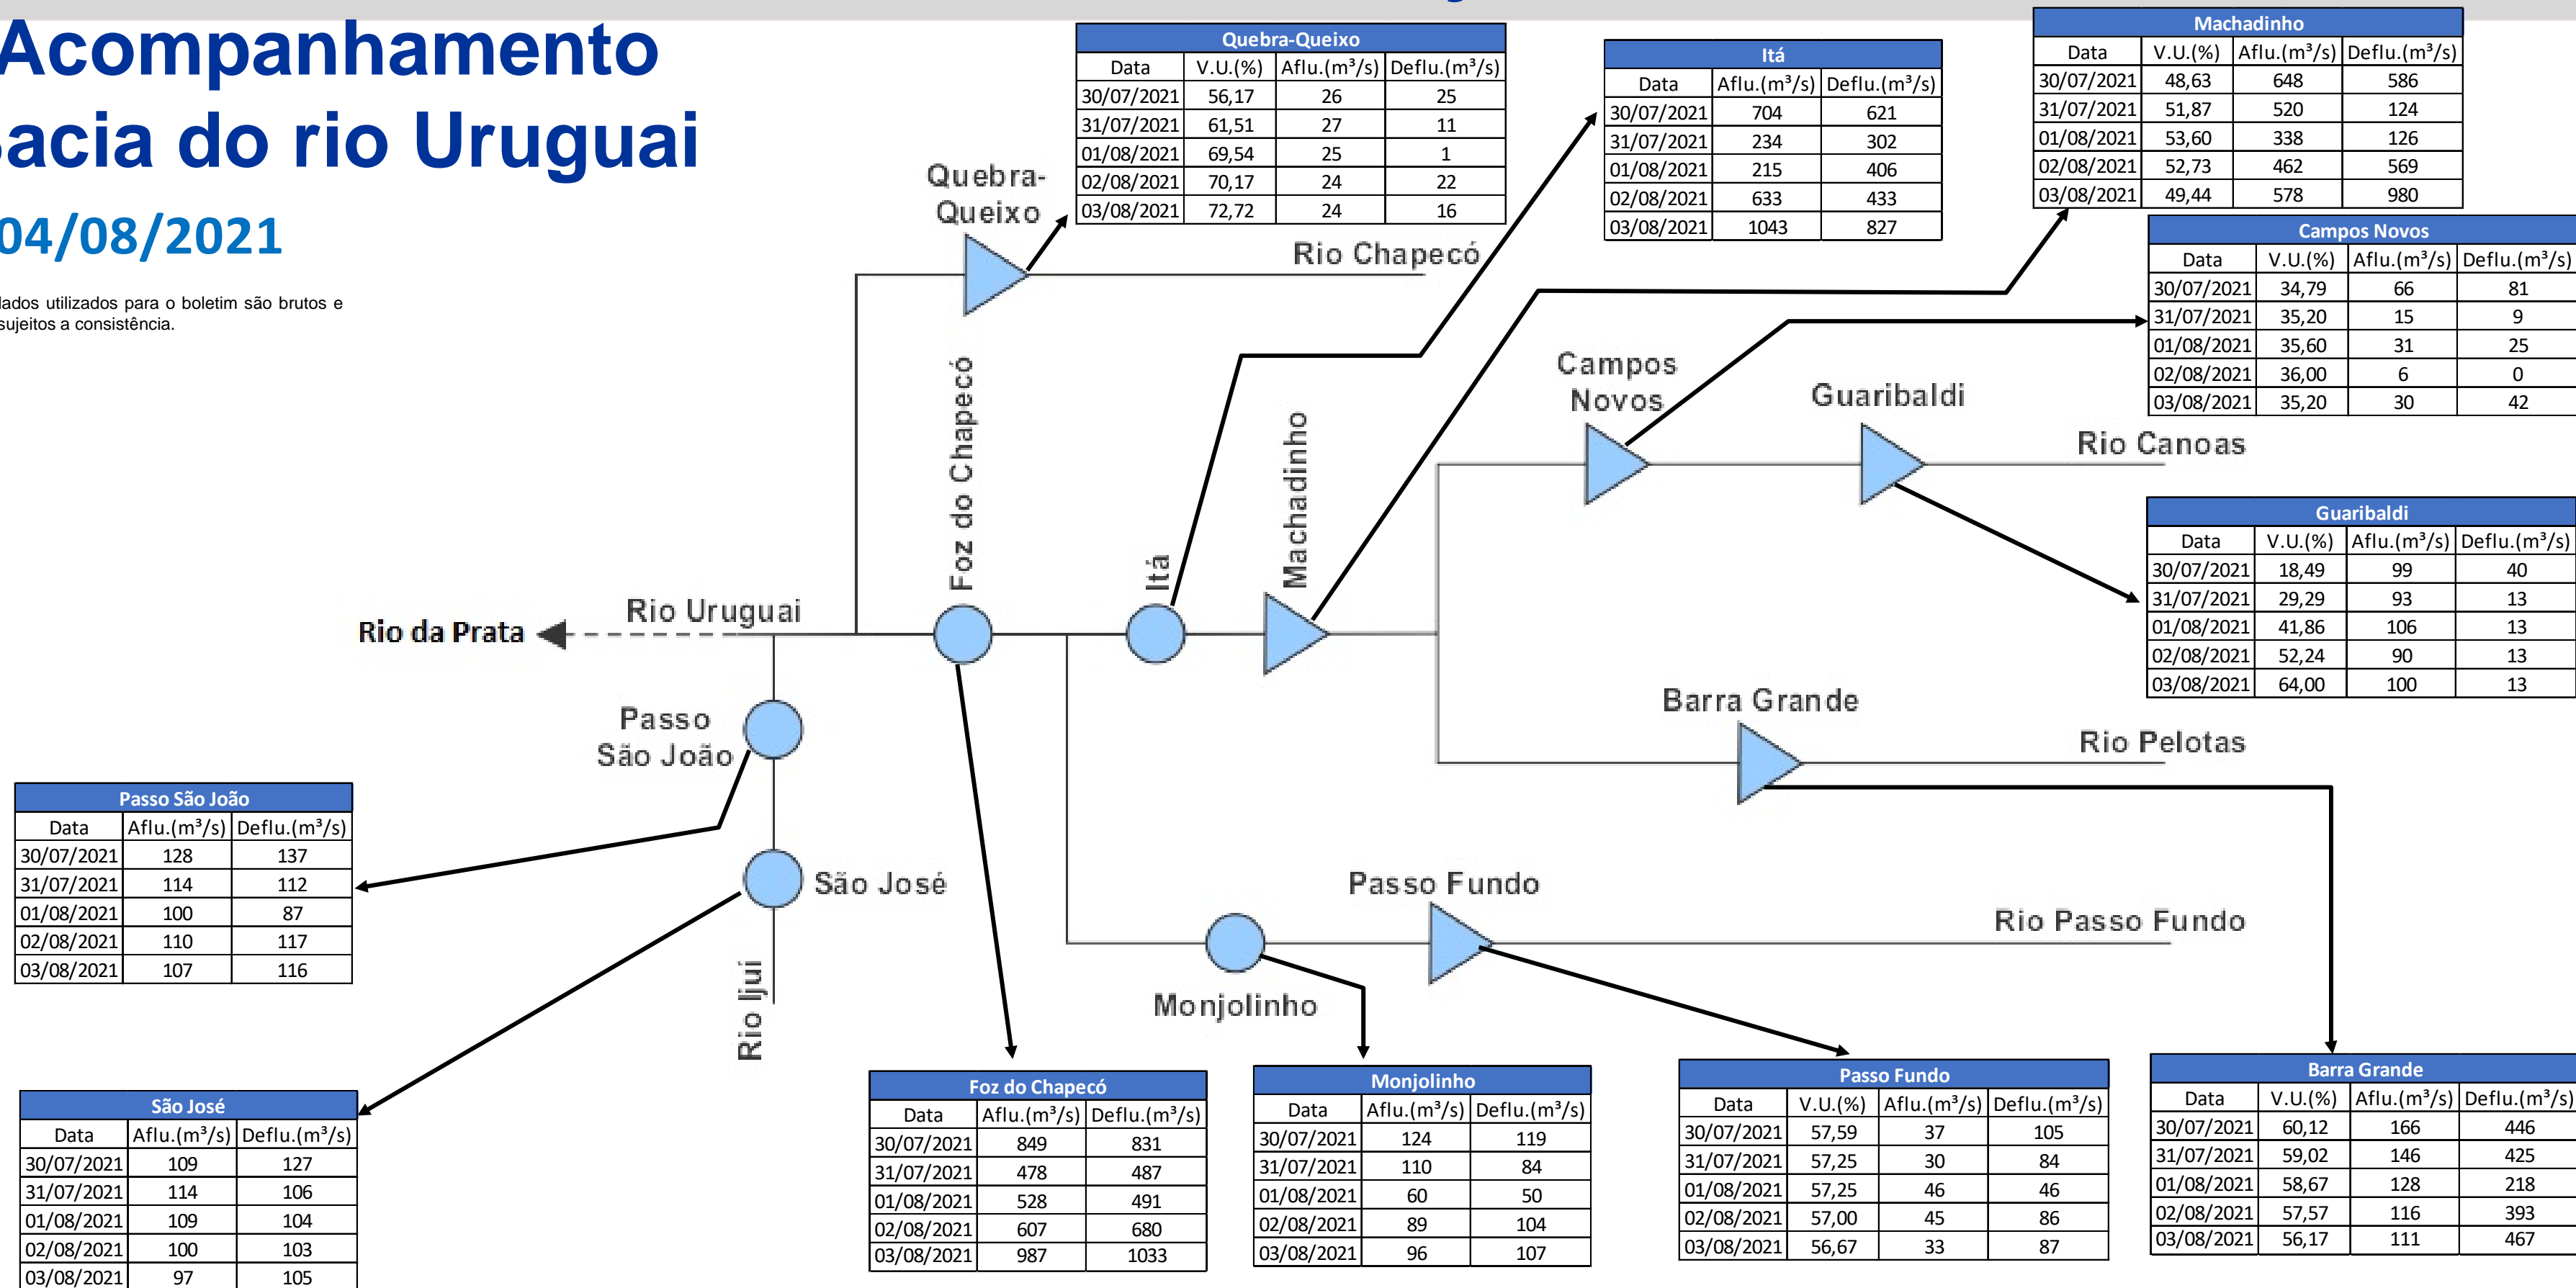 Acompanhamento
Bacia do rio Uruguai
04/08/2021
dados utilizados para o boletim são brutos e
sujeitos a consistência.
Quebra-Queixo
Data V.U.(%) Aflu.(m³/s) Deflu.(m³/s)
30/07/2021 56,17 26 25
31/07/2021 61,51 27 11
01/08/2021 69,54 25 1
02/08/2021 70,17 24 22
03/08/2021 72,72 24 16
Itá
Data Aflu.(m³/s) Deflu.(m³/s)
30/07/2021 704 621
31/07/2021 234 302
01/08/2021 215 406
02/08/2021 633 433
03/08/2021 1043 827
Machadinho
Data V.U.(%) Aflu.(m³/s) Deflu.(m³/s)
30/07/2021 48,63 648 586
31/07/2021 51,87 520 124
01/08/2021 53,60 338 126
02/08/2021 52,73 462 569
03/08/2021 49,44 578 980
Campos Novos
Data V.U.(%) Aflu.(m³/s) Deflu.(m³/s)
30/07/2021 34,79 66 81
31/07/2021 35,20 15 9
01/08/2021 35,60 31 25
02/08/2021 36,00 6 0
03/08/2021 35,20 30 42
Guaribaldi
Data V.U.(%) Aflu.(m³/s) Deflu.(m³/s)
30/07/2021 18,49 99 40
31/07/2021 29,29 93 13
01/08/2021 41,86 106 13
02/08/2021 52,24 90 13
03/08/2021 64,00 100 13
Quebra-
Queixo
Rio Chapecó
Foz do Chapecó
Itá
Machadinho
Campos
Novos
Guaribaldi
Rio Canoas
Rio da Prata
Rio Uruguai
Barra Grande
Rio Pelotas
Passo
São João
São José
Rio Ijuí
Passo Fundo
Rio Passo Fundo
Monjolinho
Passo São João
Data Aflu.(m³/s) Deflu.(m³/s)
30/07/2021 128 137
31/07/2021 114 112
01/08/2021 100 87
02/08/2021 110 117
03/08/2021 107 116
São José
Data Aflu.(m³/s) Deflu.(m³/s)
30/07/2021 109 127
31/07/2021 114 106
01/08/2021 109 104
02/08/2021 100 103
03/08/2021 97 105
Foz do Chapecó
Data Aflu.(m³/s) Deflu.(m³/s)
30/07/2021 849 831
31/07/2021 478 487
01/08/2021 528 491
02/08/2021 607 680
03/08/2021 987 1033
Monjolinho
Data Aflu.(m³/s) Deflu.(m³/s)
30/07/2021 124 119
31/07/2021 110 84
01/08/2021 60 50
02/08/2021 89 104
03/08/2021 96 107
Passo Fundo
Data V.U.(%) Aflu.(m³/s) Deflu.(m³/s)
30/07/2021 57,59 37 105
31/07/2021 57,25 30 84
01/08/2021 57,25 46 46
02/08/2021 57,00 45 86
03/08/2021 56,67 33 87
Barra Grande
Data V.U.(%) Aflu.(m³/s) Deflu.(m³/s)
30/07/2021 60,12 166 446
31/07/2021 59,02 146 425
01/08/2021 58,67 128 218
02/08/2021 57,57 116 393
03/08/2021 56,17 111 467